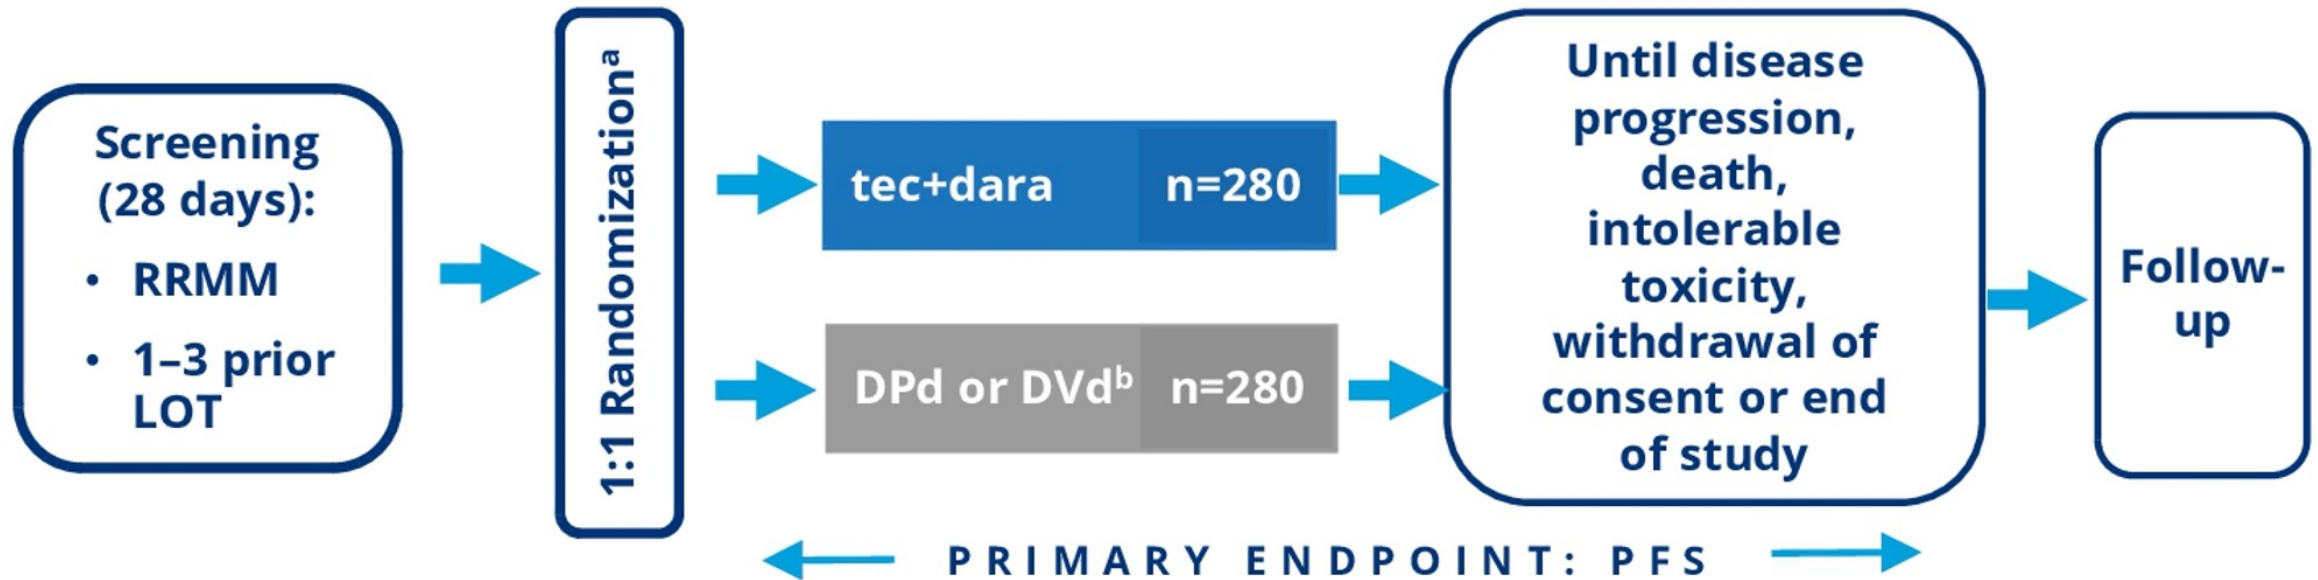 Screening
(28 days):
• RRMM
• 1–3 prior
LOT
1:1 Randomizationᵃ
tec+dara n=280
DPd or DVdᵇ n=280
Until disease
progression,
death,
intolerable
toxicity,
withdrawal of
consent or end
of study
Follow-
up
PRIMARY ENDPOINT: PFS